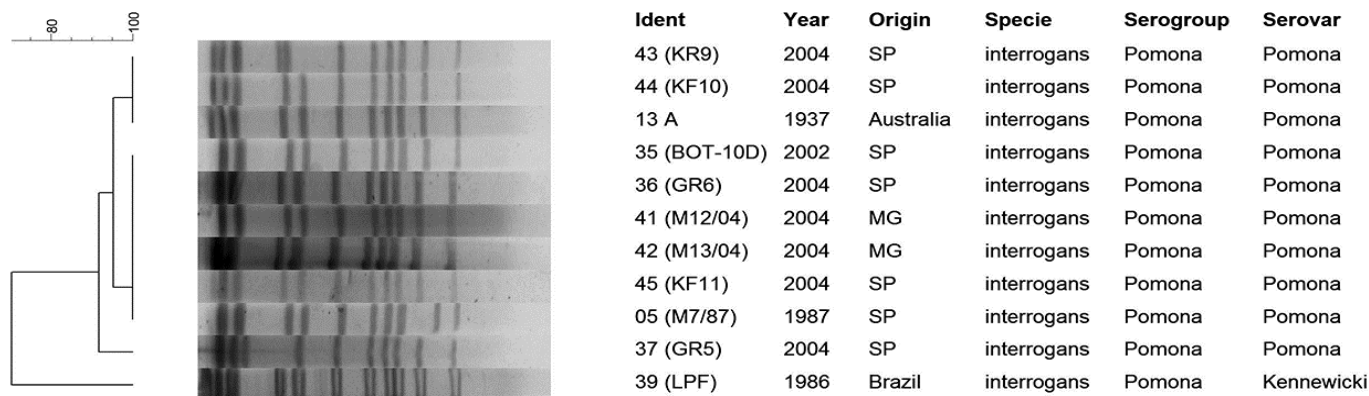 80 100
Ident Year Origin Specie Serogroup Serovar
43 (KR9) 2004 SP interrogans Pomona Pomona
44 (KF10) 2004 SP interrogans Pomona Pomona
13 A 1937 Australia interrogans Pomona Pomona
35 (BOT-10D) 2002 SP interrogans Pomona Pomona
36 (GR6) 2004 SP interrogans Pomona Pomona
41 (M12/04) 2004 MG interrogans Pomona Pomona
42 (M13/04) 2004 MG interrogans Pomona Pomona
45 (KF11) 2004 SP interrogans Pomona Pomona
05 (M7/87) 1987 SP interrogans Pomona Pomona
37 (GR5) 2004 SP interrogans Pomona Pomona
39 (LPF) 1986 Brazil interrogans Pomona Kennewicki